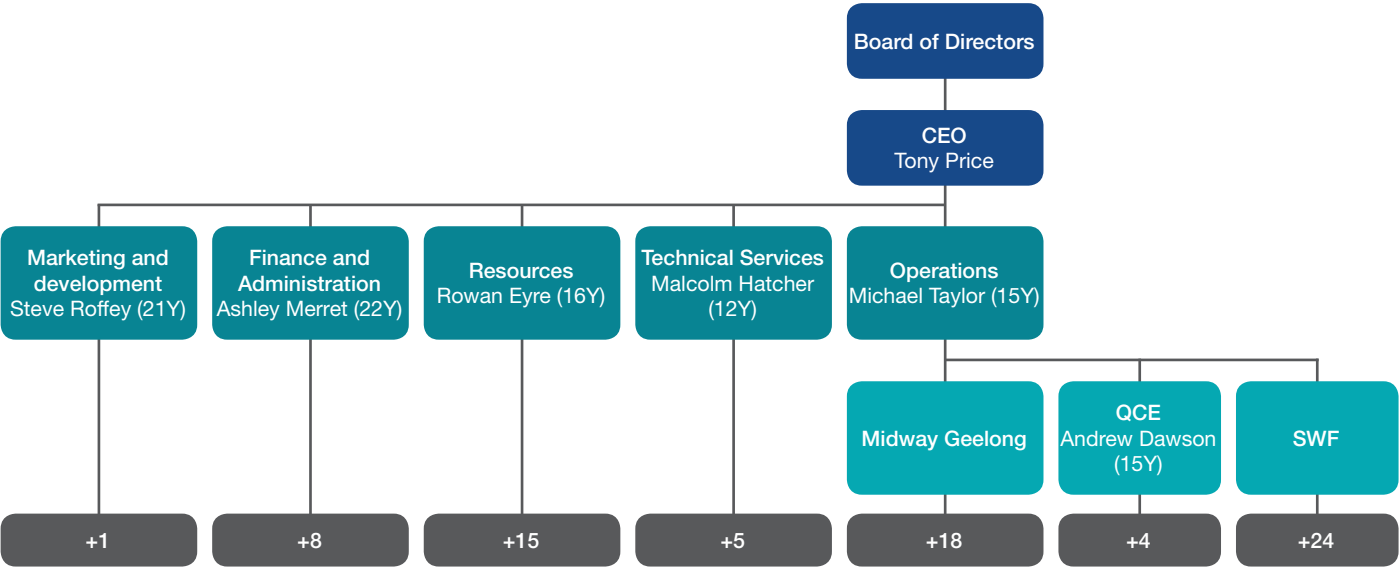 Board of Directors
CEO
Tony Price
Marketing and
development
Steve Roffey (21Y)
Finance and
Administration
Ashley Merret (22Y)
Resources
Rowan Eyre (16Y)
Technical Services
Malcolm Hatcher
(12Y)
Operations
Michael Taylor (15Y)
Midway Geelong
QCE
Andrew Dawson
(15Y)
SWF
+1
+8
+15
+5
+18
+4
+24